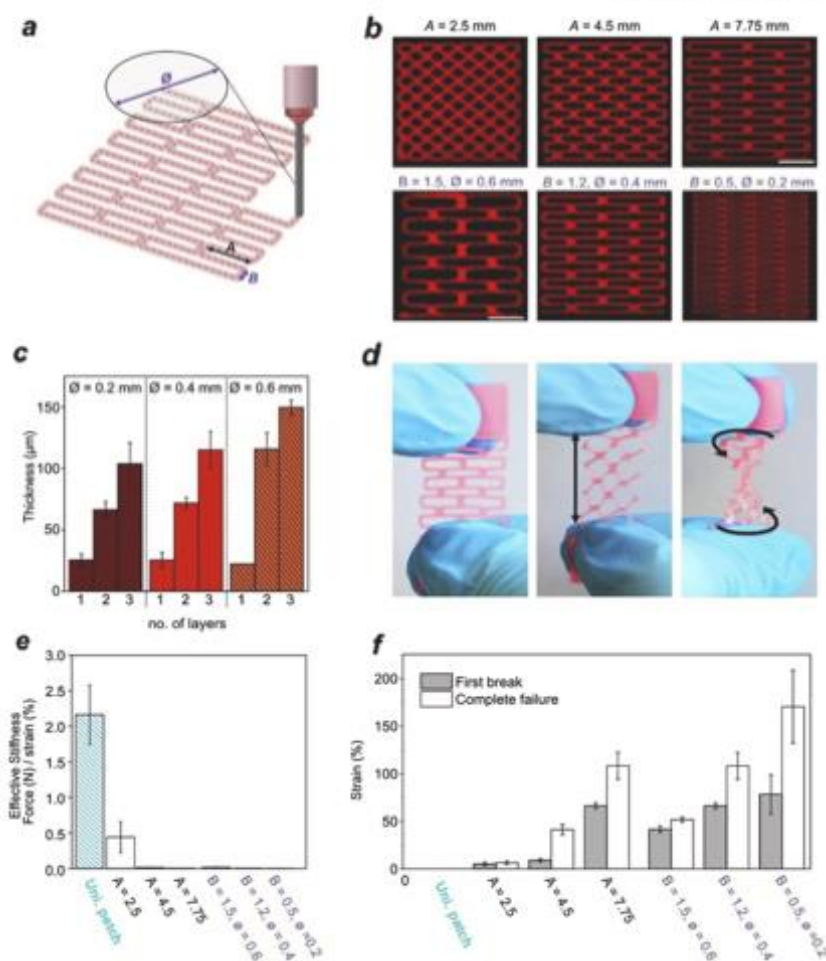 a
Ø
A
B
b
A = 2.5 mm
A = 4.5 mm
A = 7.75 mm
B = 1.5, Ø = 0.6 mm
B = 1.2, Ø = 0.4 mm
B = 0.5, Ø = 0.2 mm
c
Ø = 0.2 mm
Ø = 0.4 mm
Ø = 0.6 mm
150
100
50
0
Thickness (µm)
1 2 3 1 2 3 1 2 3
no. of layers
d
e
3.0
2.5
2.0
1.5
1.0
0.5
0.0
Effective Stiffness
Force (N) / strain (%)
Uni. patch
A = 2.5
A = 4.5
A = 7.75
B = 1.5, ø = 0.6
B = 1.2, ø = 0.4
B = 0.5, ø =0.2
f
First break
Complete failure
200
150
100
50
0
Strain (%)
0
Uni. patch
A = 2.5
A = 4.5
A = 7.75
B = 1.5, ø = 0.6
B = 1.2, ø = 0.4
B = 0.5, ø =0.2